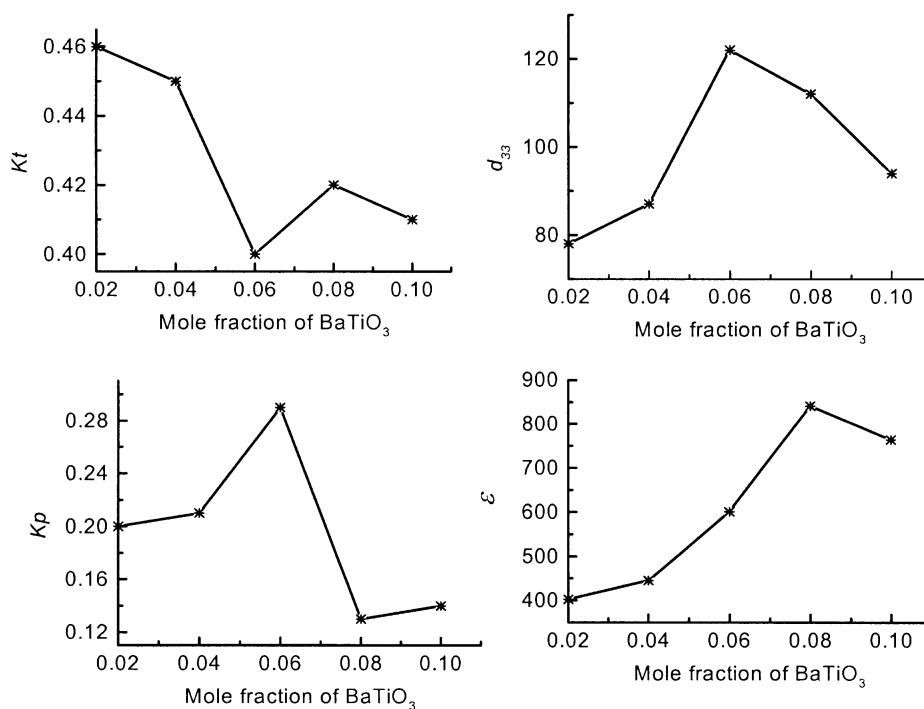 0.46
0.44
0.42
0.40
Kt
0.02 0.04 0.06 0.08 0.10
Mole fraction of BaTiO₃
120
100
80
d₃₃
0.02 0.04 0.06 0.08 0.10
Mole fraction of BaTiO₃
0.28
0.24
0.20
0.16
0.12
Kp
0.02 0.04 0.06 0.08 0.10
Mole fraction of BaTiO₃
900
800
700
600
500
400
ε
0.02 0.04 0.06 0.08 0.10
Mole fraction of BaTiO₃